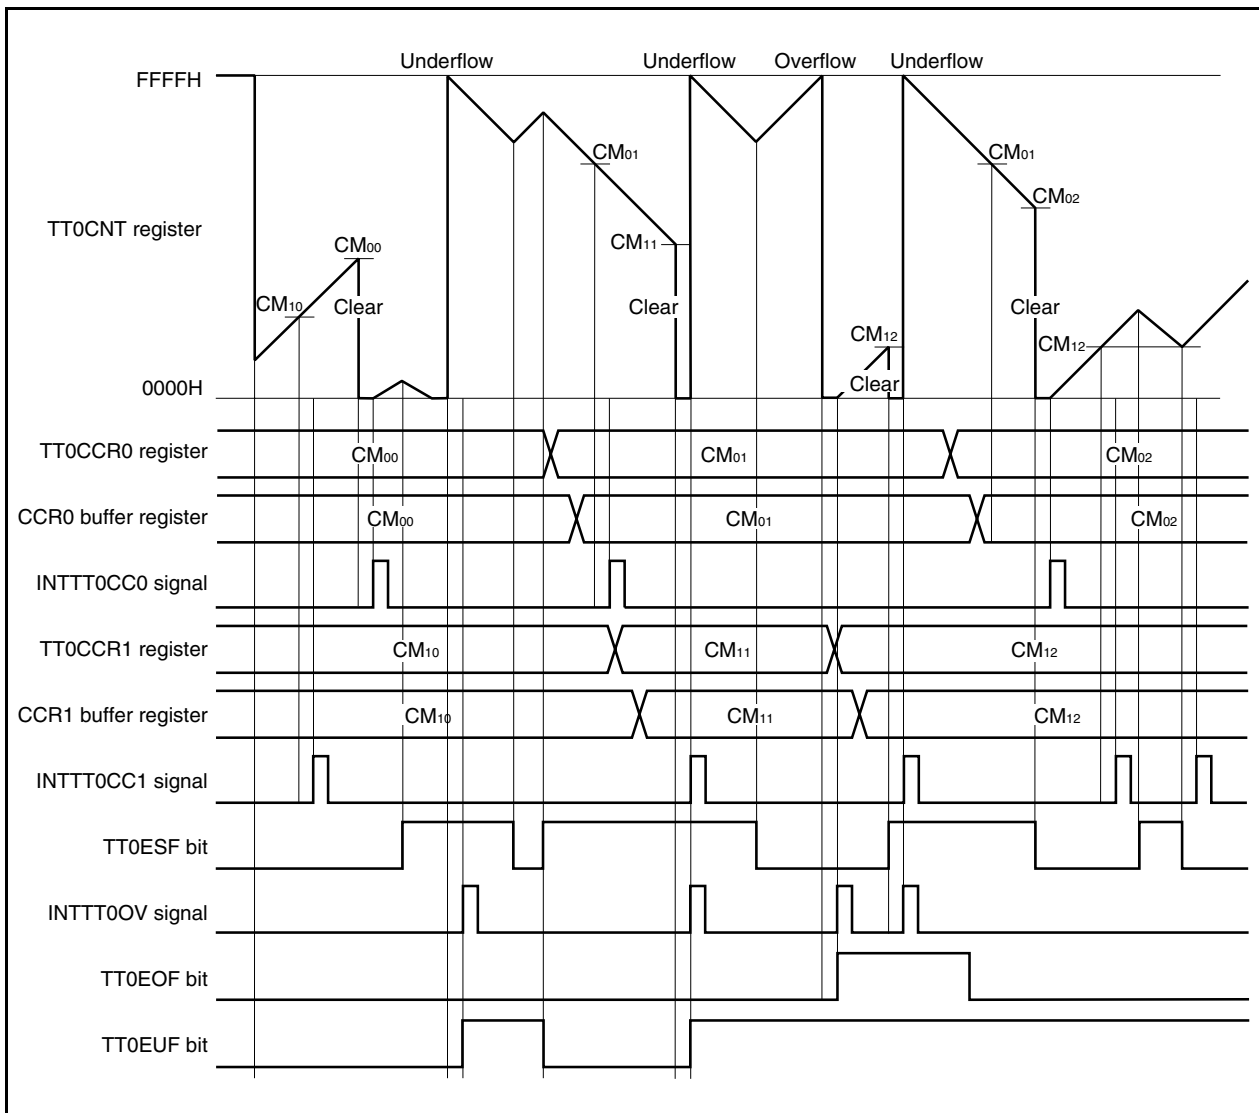 Underflow Underflow Overflow Underflow
FFFFH
CM01 CM01
CM02
TT0CNT register
CM00 CM11
CM10 Clear Clear Clear
CM12 CM12
0000H Clear
TT0CCR0 register CM00 CM01 CM02
CCR0 buffer register CM00 CM01 CM02
INTTT0CC0 signal
TT0CCR1 register CM10 CM11 CM12
CCR1 buffer register CM10 CM11 CM12
INTTT0CC1 signal
TT0ESF bit
INTTT0OV signal
TT0EOF bit
TT0EUF bit